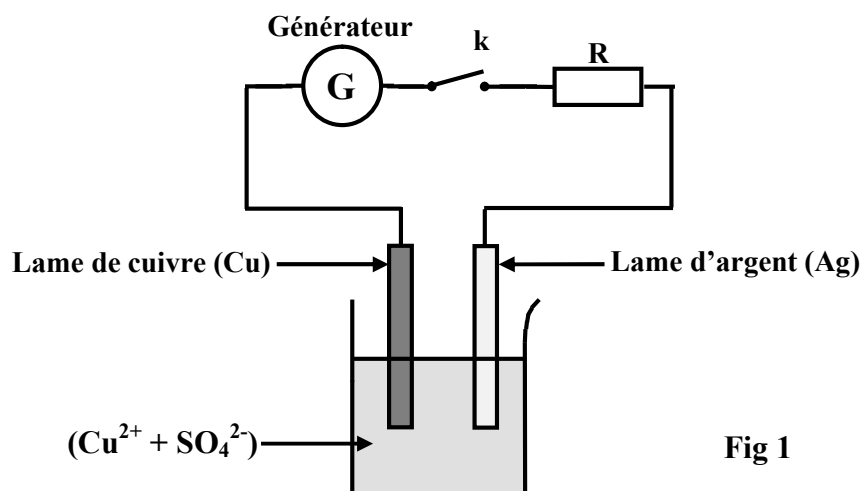 Générateur
k
R
G
Lame de cuivre (Cu)
Lame d’argent (Ag)
(Cu²⁺ + SO₄²⁻)
Fig 1